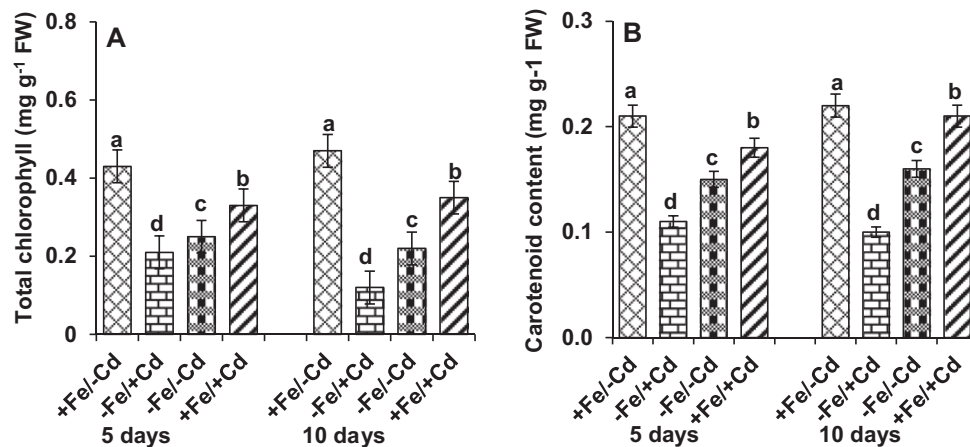 A
Total chlorophyll (mg g⁻¹ FW)
0.8
0.6
0.4
0.2
0
a
d
c
b
a
d
c
b
+Fe/-Cd
-Fe/+Cd
-Fe/-Cd
+Fe/+Cd
+Fe/-Cd
-Fe/+Cd
-Fe/-Cd
+Fe/+Cd
5 days
10 days
B
Carotenoid content (mg g-1 FW)
0.3
0.2
0.1
0.0
a
d
c
b
a
d
c
b
+Fe/-Cd
-Fe/+Cd
-Fe/-Cd
+Fe/+Cd
+Fe/-Cd
-Fe/+Cd
-Fe/-Cd
+Fe/+Cd
5 days
10 days